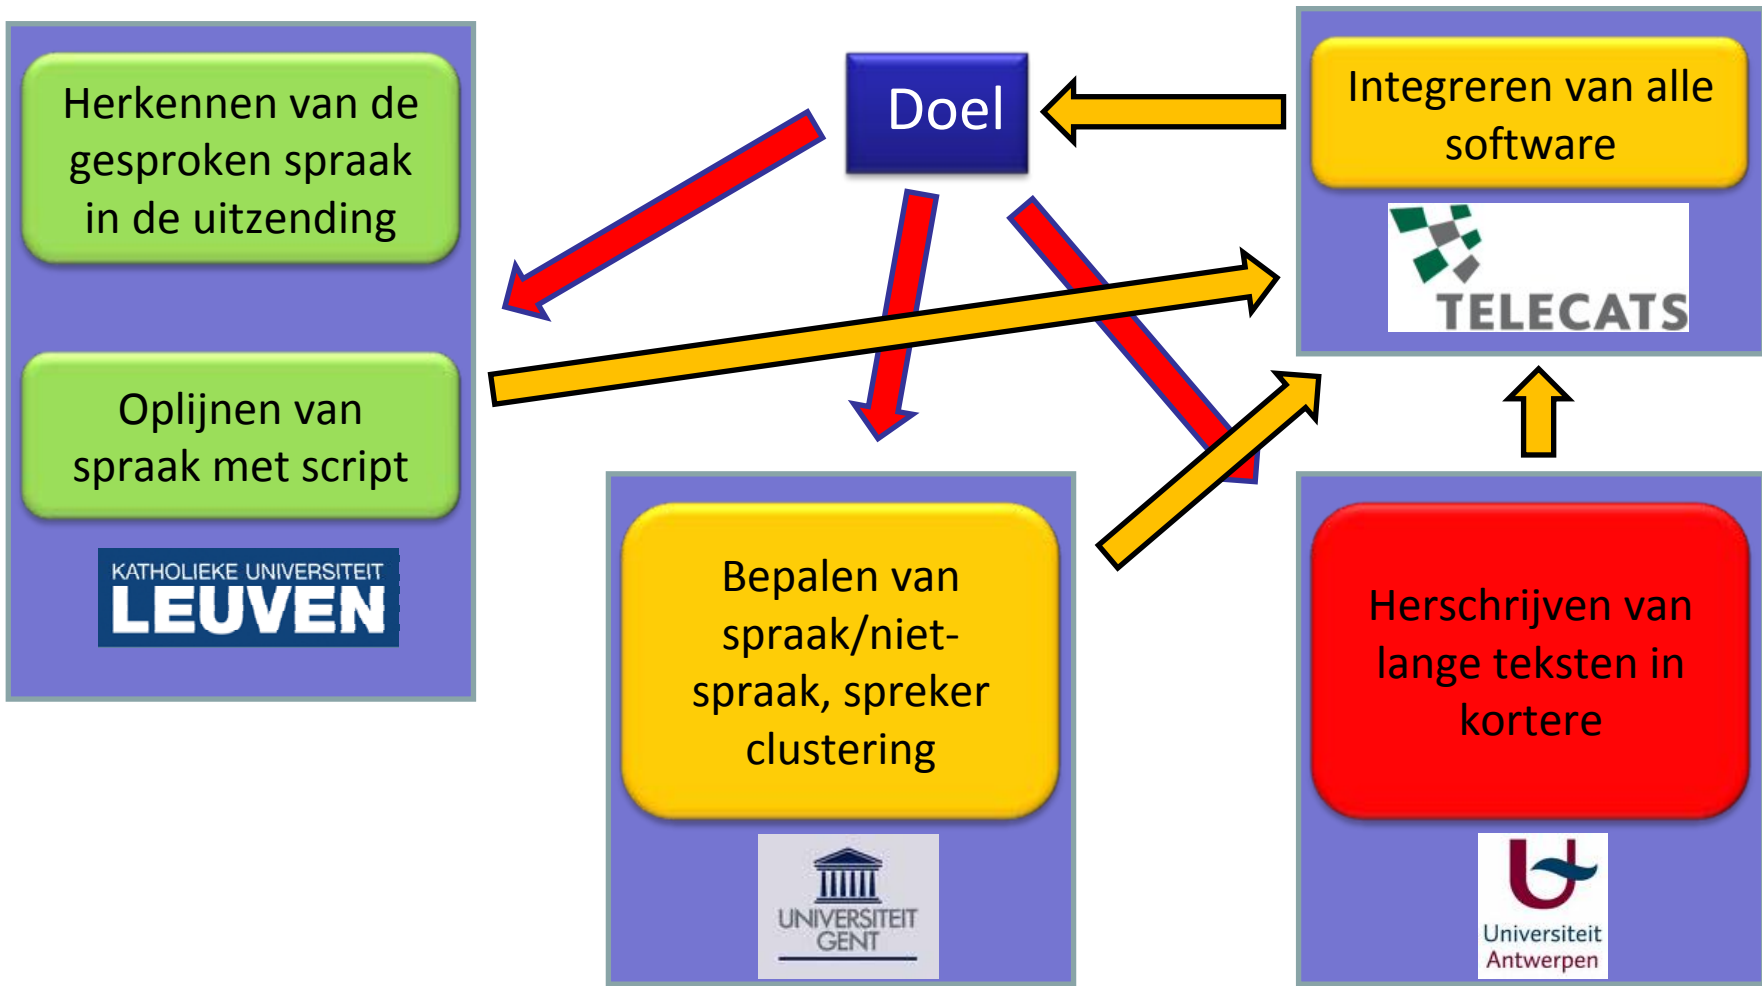 Herkennen van de
gesproken spraak
in de uitzending
Oplijnen van
spraak met script
KATHOLIEKE UNIVERSITEIT
LEUVEN
Doel
Integreren van alle
software
TELECATS
Bepalen van
spraak/niet-
spraak, spreker
clustering
UNIVERSITEIT
GENT
Herschrijven van
lange teksten in
kortere
Universiteit
Antwerpen